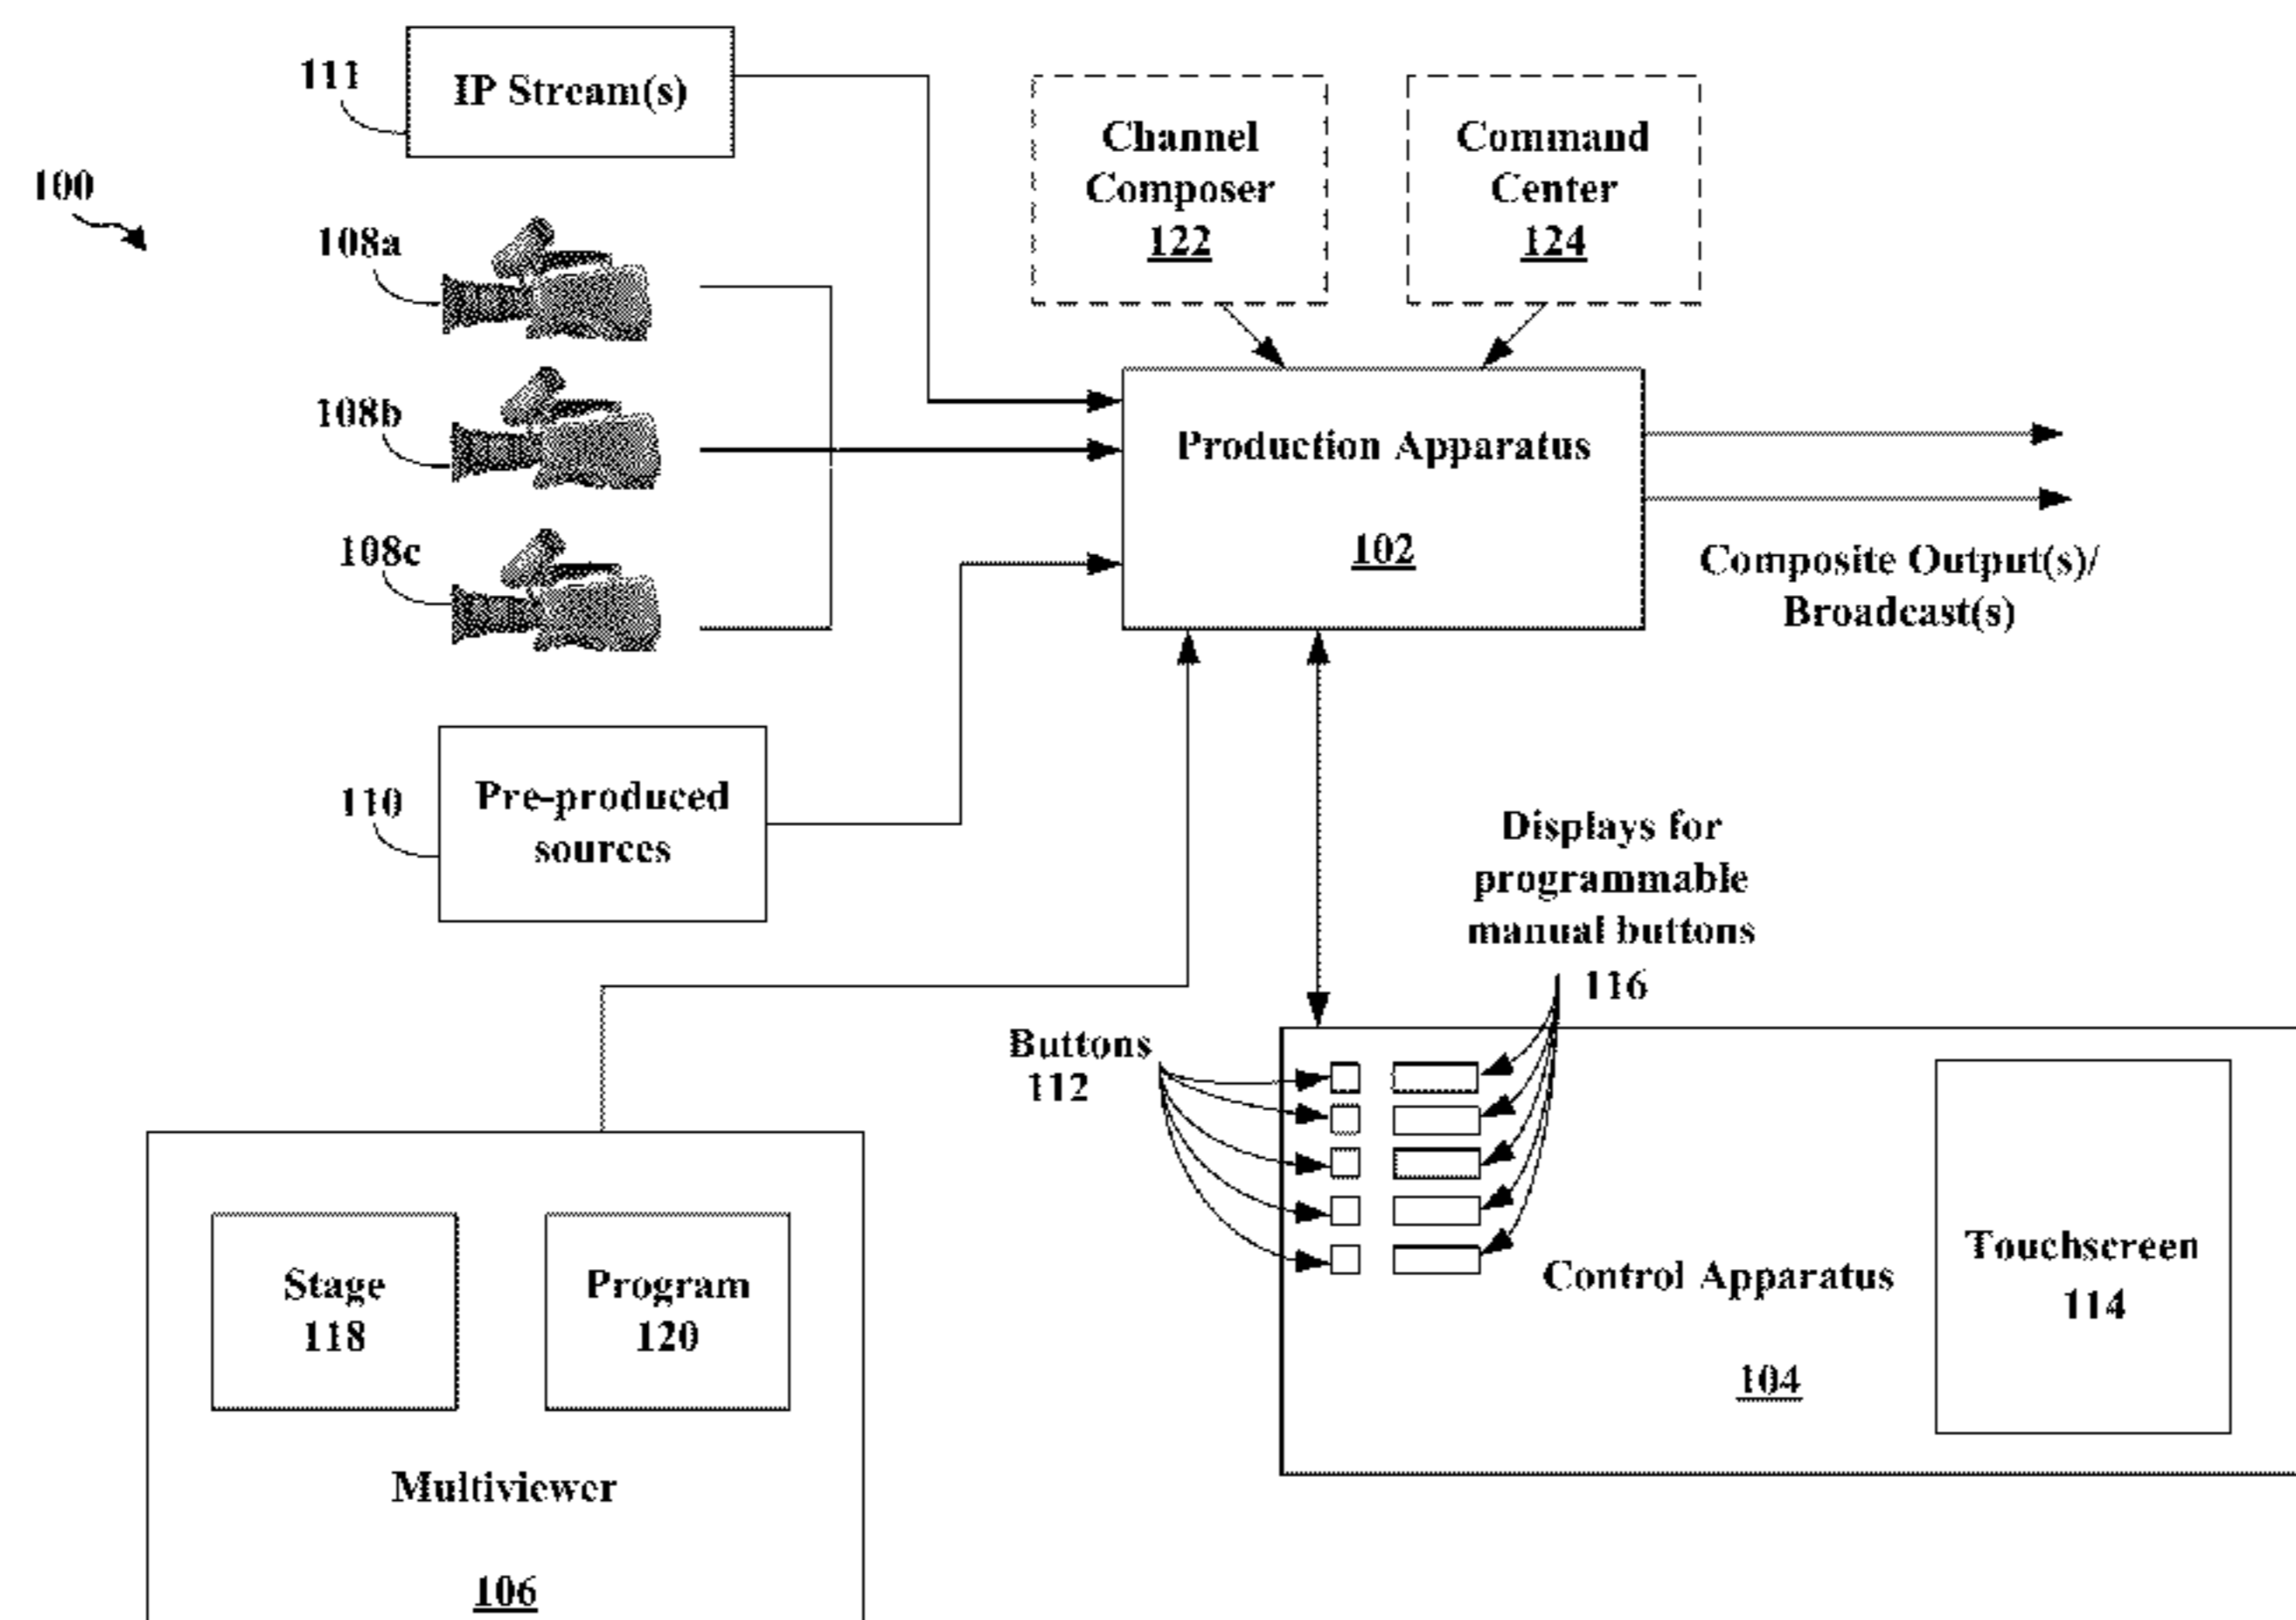 111
IP Stream(s)
100
108a
108b
108c
Channel
Composer
122
Command
Center
124
Production Apparatus
102
Composite Output(s)/
Broadcast(s)
110
Pre-produced
sources
Displays for
programmable
manual buttons
116
Buttons
112
Control Apparatus
104
Touchscreen
114
Stage
118
Program
120
Multiviewer
106